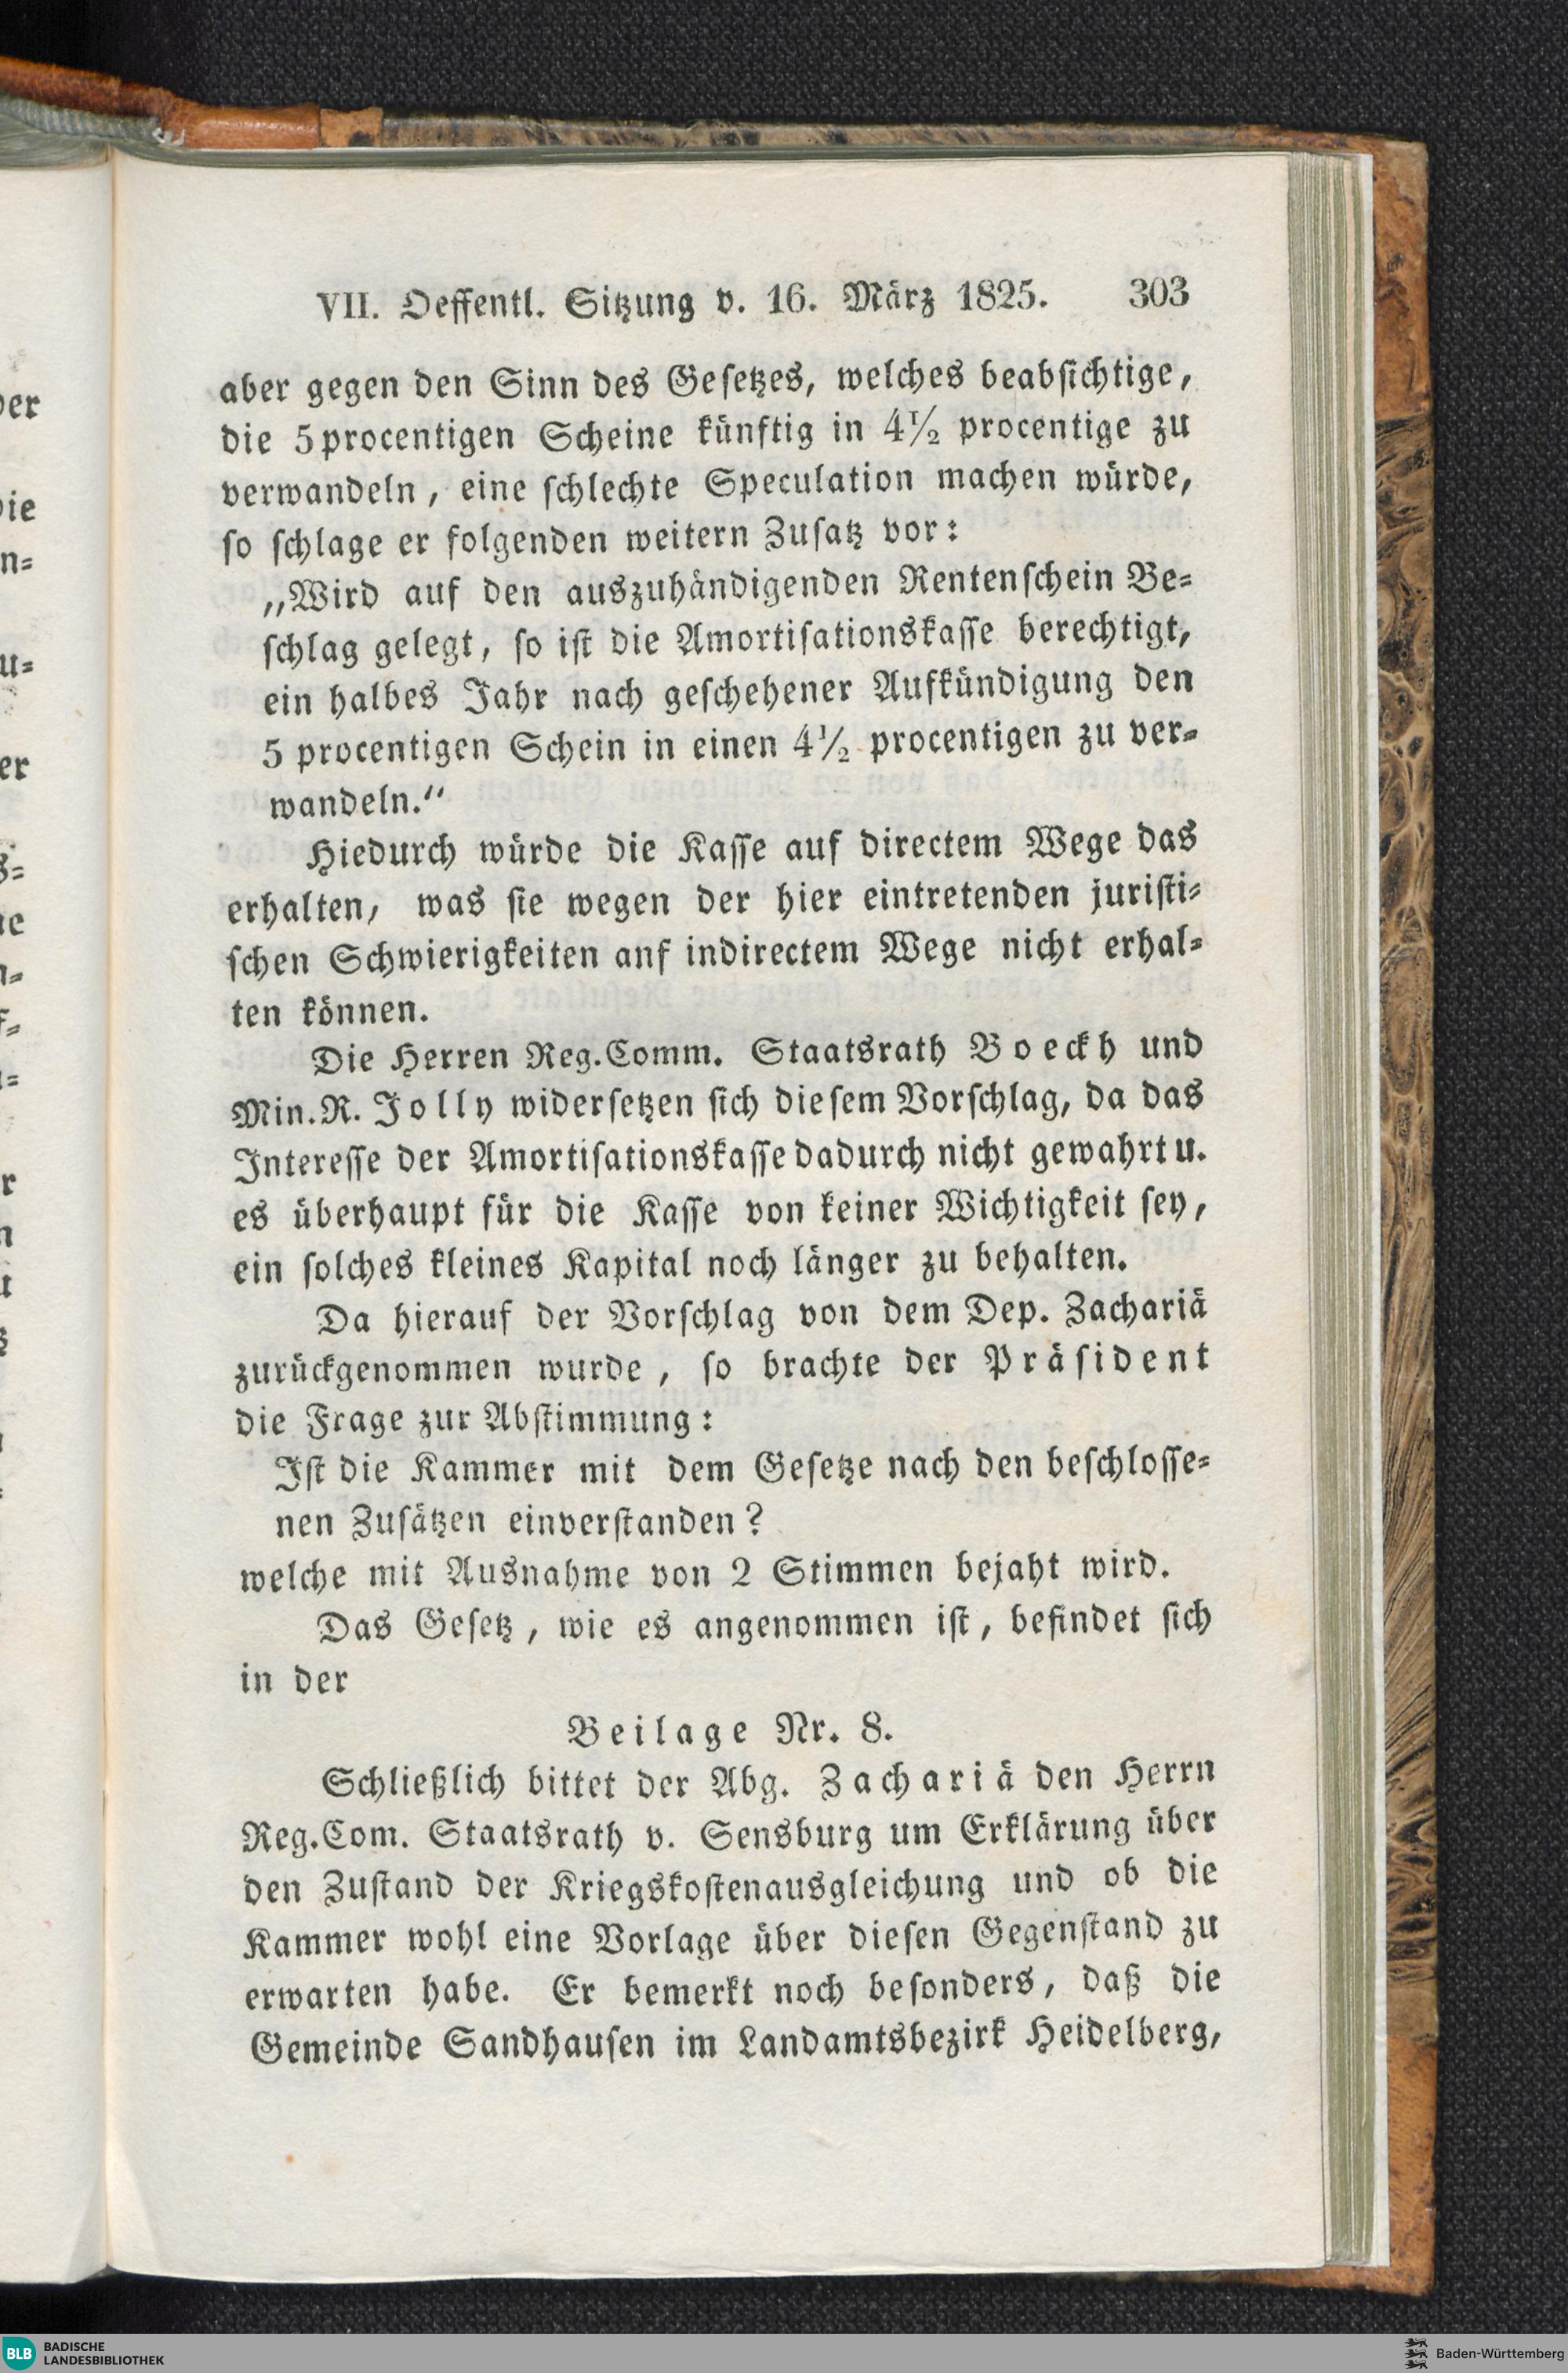 VII. Oeffentl. Sitzung v. 16. März 1825. 303
aber gegen den Sinn des Gesetzes, welches beabsichtige,
die 5procentigen Scheine künftig in 4½ procentige zu
verwandeln, eine schlechte Speculation machen würde,
so schlage er folgenden weitern Zusatz vor:
„Wird auf den auszuhändigenden Rentenschein Be-
schlag gelegt, so ist die Amortisationskasse berechtigt,
ein halbes Jahr nach geschehener Aufkündigung den
5 procentigen Schein in einen 4½ procentigen zu ver-
wandeln.“
Hiedurch würde die Kasse auf directem Wege das
erhalten, was sie wegen der hier eintretenden juristi-
schen Schwierigkeiten anf indirectem Wege nicht erhal-
ten können.
Die Herren Reg.Comm. Staatsrath Boeckh und
Min.R. Jolly widersetzen sich diesem Vorschlag, da das
Interesse der Amortisationskasse dadurch nicht gewahrt u.
es überhaupt für die Kasse von keiner Wichtigkeit sey,
ein solches kleines Kapital noch länger zu behalten.
Da hierauf der Vorschlag von dem Dep. Zachariä
zurückgenommen wurde, so brachte der Präsident
die Frage zur Abstimmung:
Ist die Kammer mit dem Gesetze nach den beschlosse-
nen Zusätzen einverstanden?
welche mit Ausnahme von 2 Stimmen bejaht wird.
Das Gesetz, wie es angenommen ist, befindet sich
in der
Beilage Nr. 8.
Schließlich bittet der Abg. Zachariä den Herrn
Reg.Com. Staatsrath v. Sensburg um Erklärung über
den Zustand der Kriegskostenausgleichung und ob die
Kammer wohl eine Vorlage über diesen Gegenstand zu
erwarten habe. Er bemerkt noch besonders, daß die
Gemeinde Sandhausen im Landamtsbezirk Heidelberg,
BLB BADISCHE
LANDESBIBLIOTHEK
Baden-Württemberg